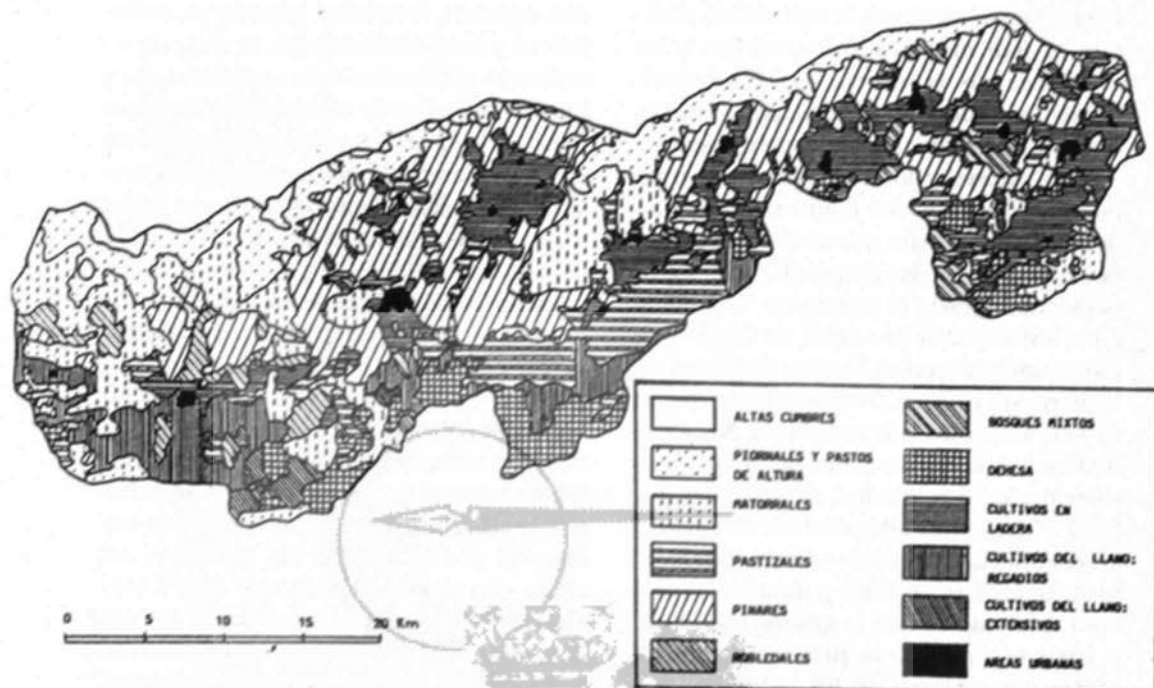 ALTAS CUMBRES
PIORNALES Y PASTOS
DE ALTURA
MATORRALES
PASTIZALES
PINARES
ROBLEDALES
BOSQUES MIXTOS
DEHESA
CULTIVOS EN
LADERA
CULTIVOS DEL LLANO:
REGADIOS
CULTIVOS DEL LLANO:
EXTENSIVOS
AREAS URBANAS
0 5 10 15 20 Km